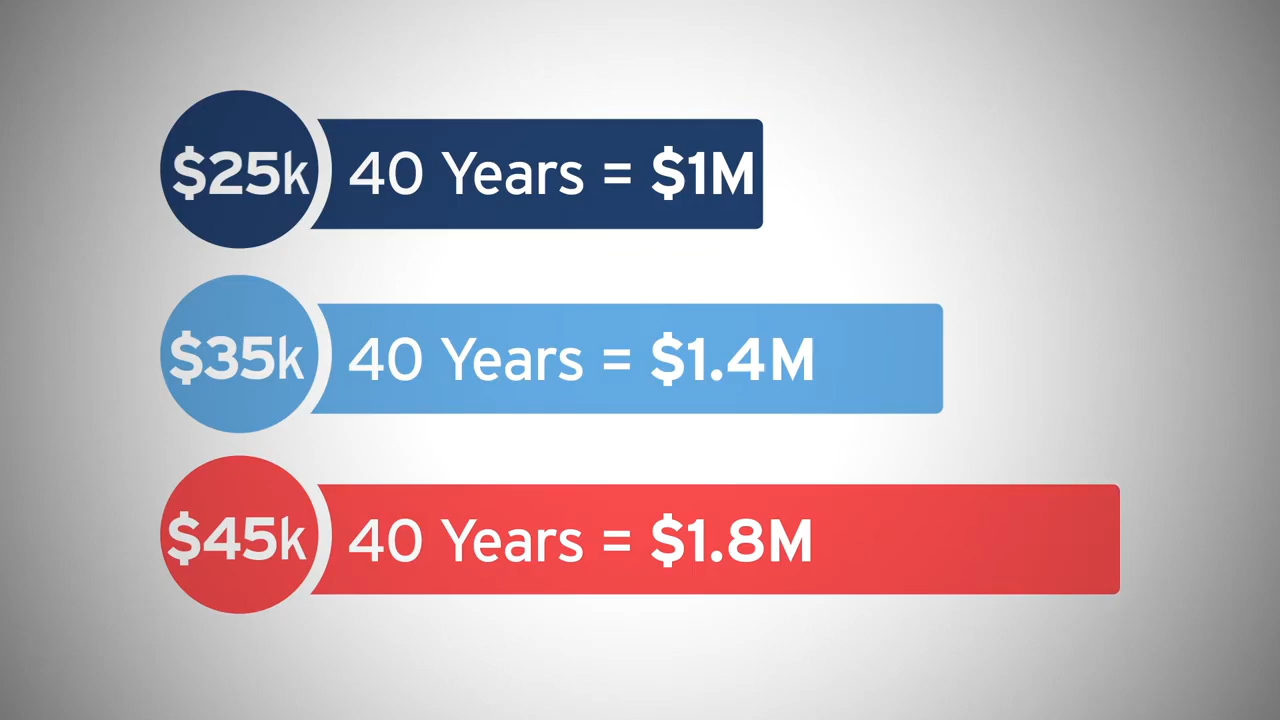 $25k 40 Years = $1M
$35k 40 Years = $1.4M
$45k 40 Years = $1.8M